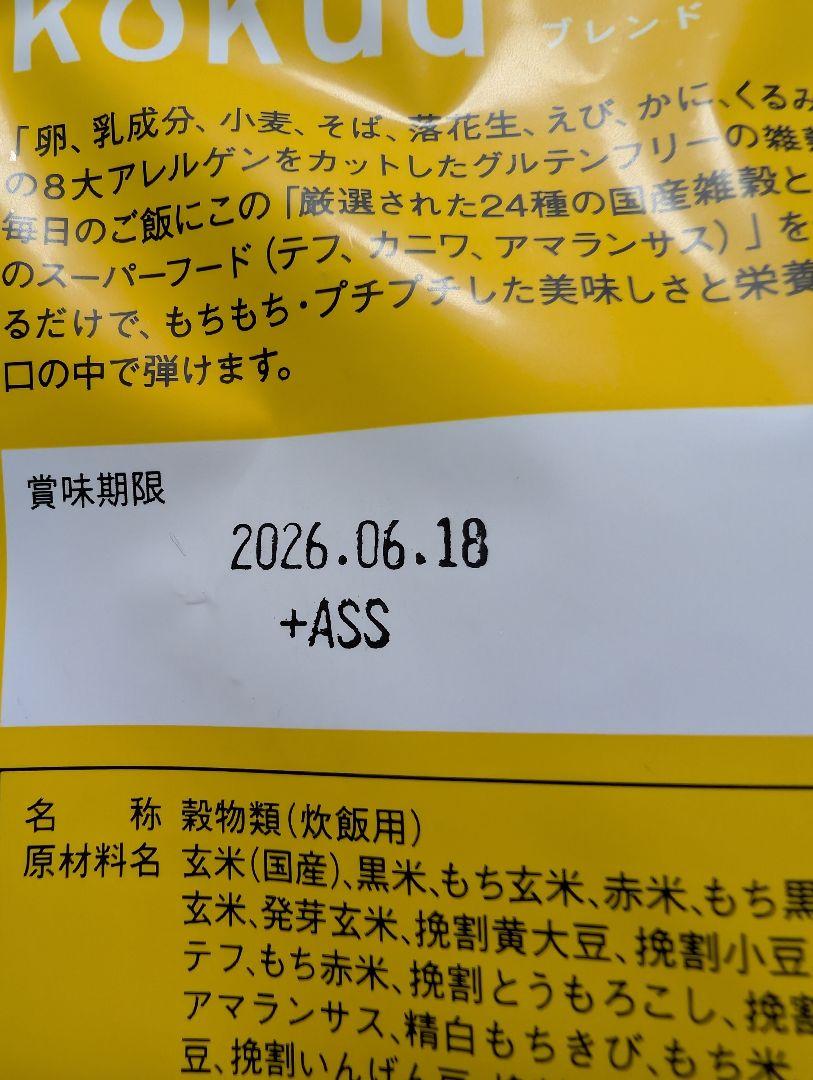 kokuu ブレンド
「卵、乳成分、小麦、そば、落花生、えび、かに、くるみ
の8大アレルゲンをカットしたグルテンフリーの雑穀
毎日のご飯にこの「厳選された24種の国産雑穀と
のスーパーフード(テフ、カニワ、アマランサス)」を
るだけで、もちもち・プチプチした美味しさと栄養
口の中で弾けます。
賞味期限
2026.06.18
+ASS
名 称 穀物類(炊飯用)
原材料名 玄米(国産)、黒米、もち玄米、赤米、もち黒
玄米、発芽玄米、挽割黄大豆、挽割小豆
テフ、もち赤米、挽割とうもろこし、挽割
アマランサス、精白もちきび、もち米
豆、挽割いんげん豆、